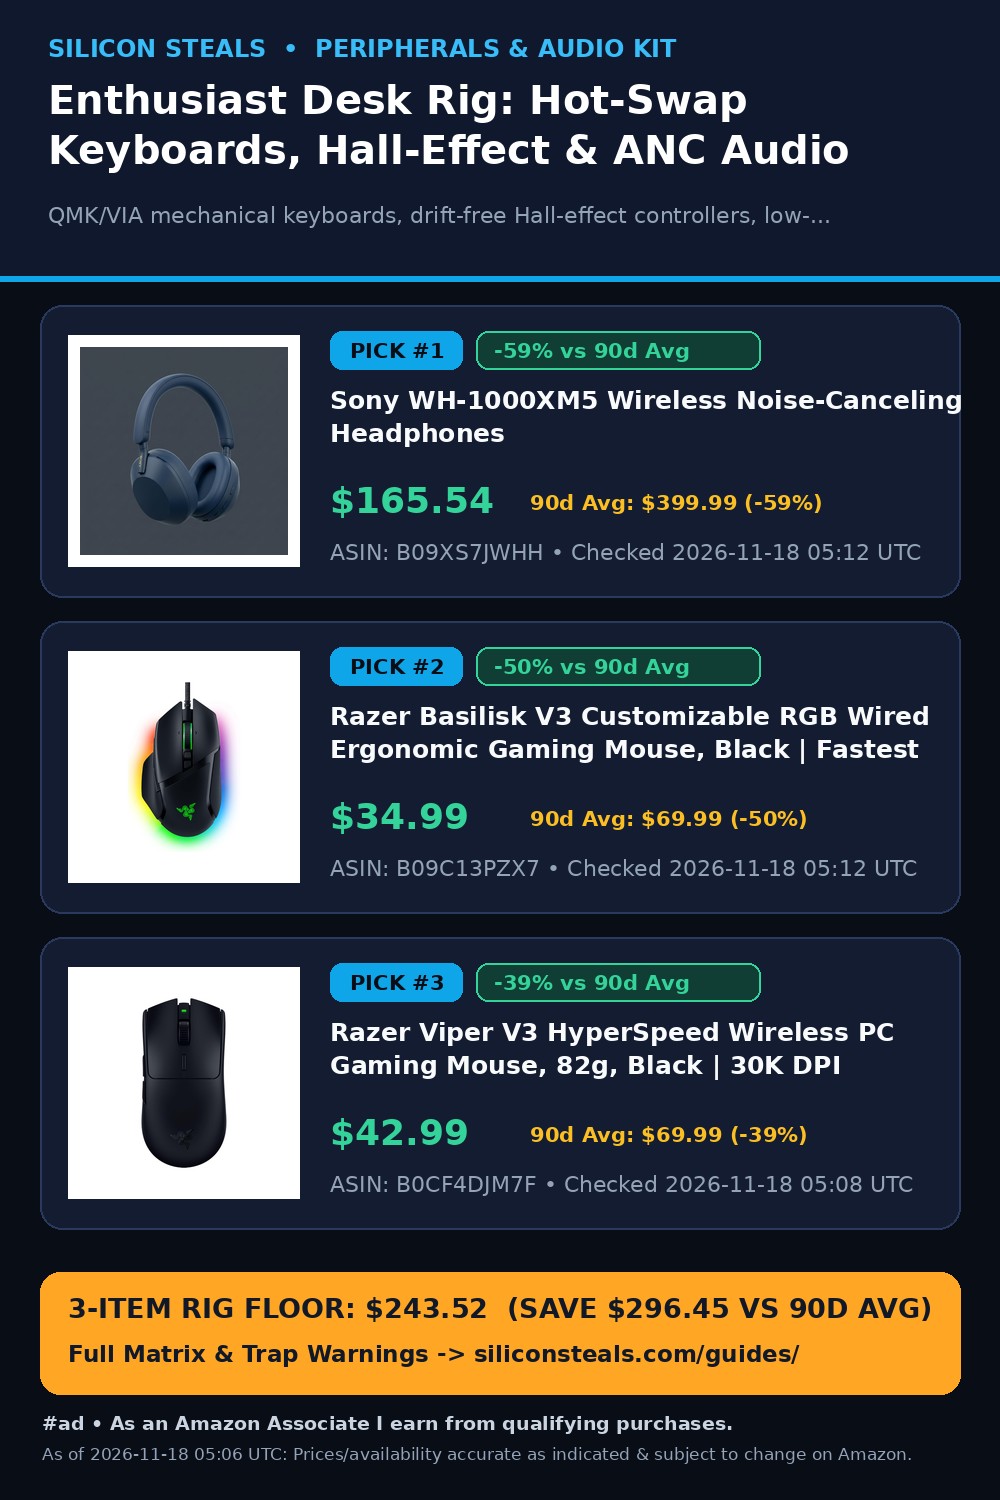 SILICON STEALS • PERIPHERALS & AUDIO KIT
Enthusiast Desk Rig: Hot-Swap
Keyboards, Hall-Effect & ANC Audio
QMK/VIA mechanical keyboards, drift-free Hall-effect controllers, low-...
PICK #1
-59% vs 90d Avg
Sony WH-1000XM5 Wireless Noise-Canceling
Headphones
$165.54
90d Avg: $399.99 (-59%)
ASIN: B09XS7JWHH • Checked 2026-11-18 05:12 UTC
PICK #2
-50% vs 90d Avg
Razer Basilisk V3 Customizable RGB Wired
Ergonomic Gaming Mouse, Black | Fastest
$34.99
90d Avg: $69.99 (-50%)
ASIN: B09C13PZX7 • Checked 2026-11-18 05:12 UTC
PICK #3
-39% vs 90d Avg
Razer Viper V3 HyperSpeed Wireless PC
Gaming Mouse, 82g, Black | 30K DPI
$42.99
90d Avg: $69.99 (-39%)
ASIN: B0CF4DJM7F • Checked 2026-11-18 05:08 UTC
3-ITEM RIG FLOOR: $243.52 (SAVE $296.45 VS 90D AVG)
Full Matrix & Trap Warnings -> siliconsteals.com/guides/
#ad • As an Amazon Associate I earn from qualifying purchases.
As of 2026-11-18 05:06 UTC: Prices/availability accurate as indicated & subject to change on Amazon.